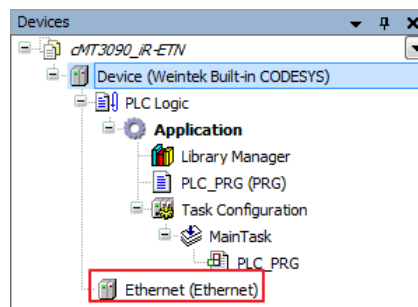 Devices
cMT3090_iR-ETN
Device (Weintek Built-in CODESYS)
PLC Logic
Application
Library Manager
PLC_PRG (PRG)
Task Configuration
MainTask
PLC_PRG
Ethernet (Ethernet)